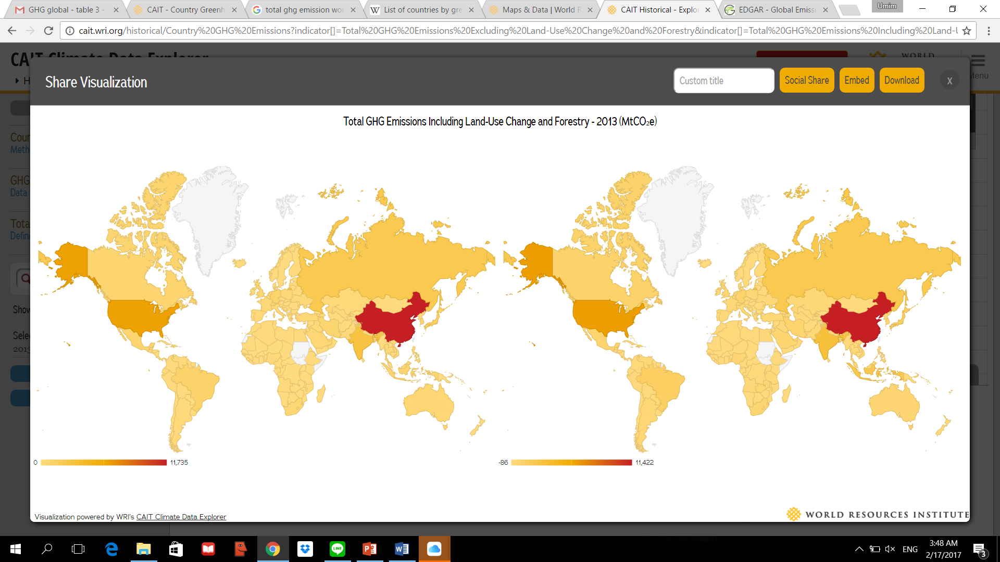 GHG global - table 3 -
CAIT - Country Greenh
total ghg emission wor
List of countries by gre
Maps & Data | World R
CAIT Historical - Explo
EDGAR - Global Emissi
Umim
cait.wri.org/historical/Country%20GHG%20Emissions?indicator[]=Total%20GHG%20Emissions%20Excluding%20Land-Use%20Change%20and%20Forestry&indicator[]=Total%20GHG%20Emissions%20Including%20Land-U
CAIT Climate Data Explorer
WORLD
H
Menu
Share Visualization
Custom title
Social Share
Embed
Download
X
Total GHG Emissions Including Land-Use Change and Forestry - 2013 (MtCO₂e)
Coun
Meth
GHG
Data
Tota
Defini
Show
Selec
2013
0
11,735
-86
11,422
Visualization powered by WRI's CAIT Climate Data Explorer
WORLD RESOURCES INSTITUTE
LINE
ENG
3:48 AM
2/17/2017
3